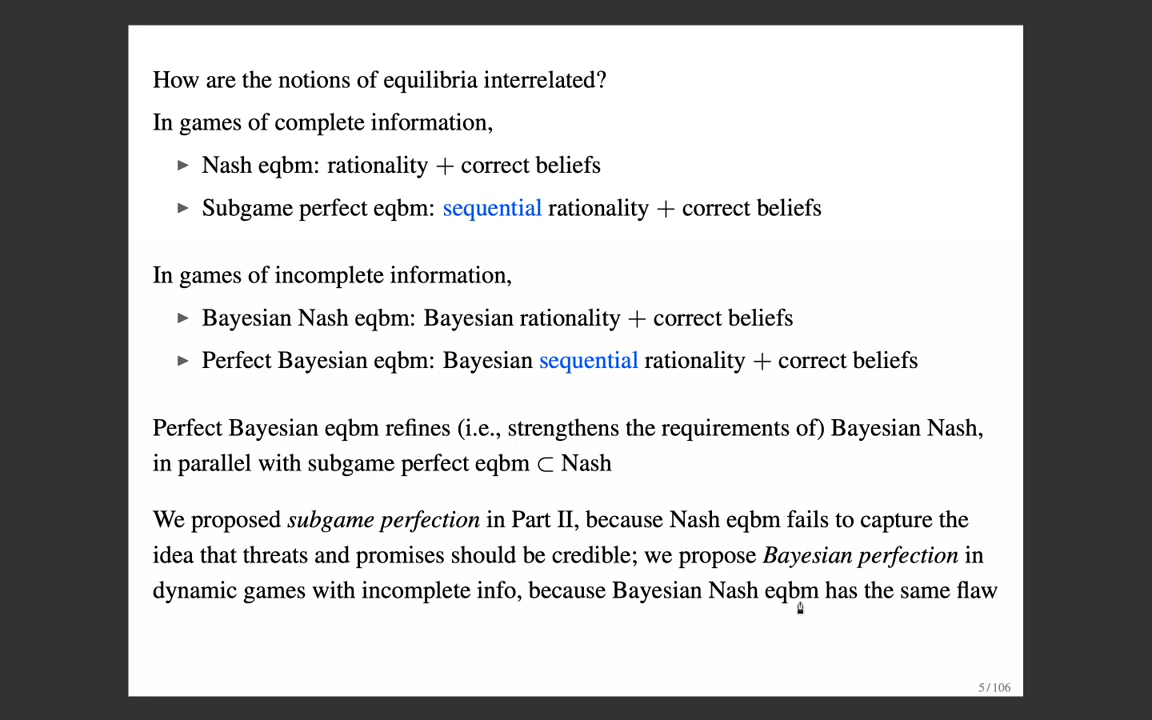 How are the notions of equilibria interrelated?
In games of complete information,
▶ Nash eqbm: rationality + correct beliefs
▶ Subgame perfect eqbm: sequential rationality + correct beliefs
In games of incomplete information,
▶ Bayesian Nash eqbm: Bayesian rationality + correct beliefs
▶ Perfect Bayesian eqbm: Bayesian sequential rationality + correct beliefs
Perfect Bayesian eqbm refines (i.e., strengthens the requirements of) Bayesian Nash,
in parallel with subgame perfect eqbm ⊂ Nash
We proposed subgame perfection in Part II, because Nash eqbm fails to capture the
idea that threats and promises should be credible; we propose Bayesian perfection in
dynamic games with incomplete info, because Bayesian Nash eqbm has the same flaw
5 / 106